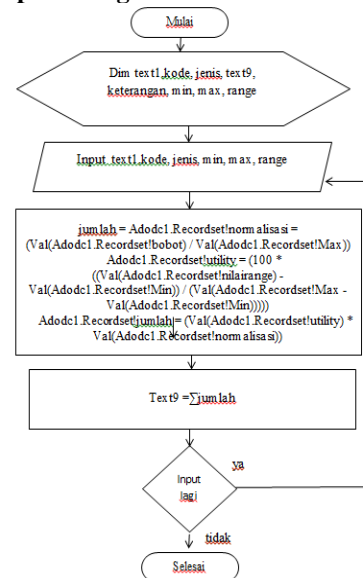 Mulai
Dim text1,kode, jenis, text9,
keterangan, min, max, range
Input text1,kode, jenis, min, max, range
jumlah = Adodc1.Recordset!normalisasi =
(Val(Adodc1.Recordset!bobot) / Val(Adodc1.Recordset!Max))
Adodc1.Recordset!utility = (100 *
((Val(Adodc1.Recordset!nilairange) -
Val(Adodc1.Recordset!Min)) / (Val(Adodc1.Recordset!Max -
Val(Adodc1.Recordset!Min)))))
Adodc1.Recordset!jumlah = (Val(Adodc1.Recordset!utility) *
Val(Adodc1.Recordset!normalisasi))
Text9 =∑jumlah
Input
lagi
ya
tidak
Selesai